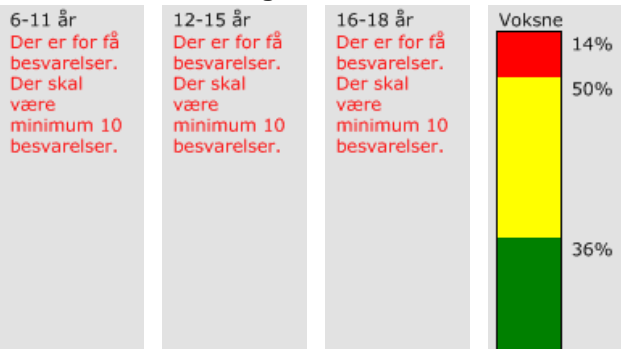 6-11 år
Der er for få
besvarelser.
Der skal
være
minimum 10
besvarelser.
12-15 år
Der er for få
besvarelser.
Der skal
være
minimum 10
besvarelser.
16-18 år
Der er for få
besvarelser.
Der skal
være
minimum 10
besvarelser.
Voksne
14%
50%
36%